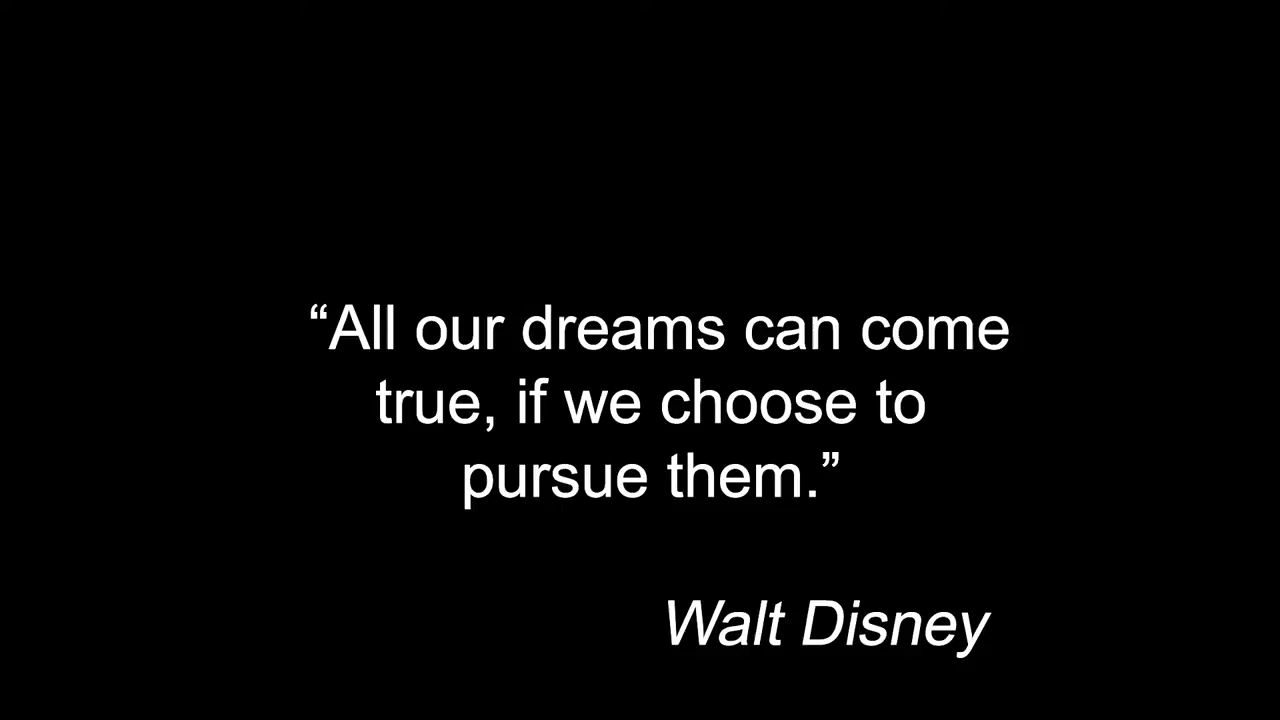 “All our dreams can come
true, if we choose to
pursue them.”
Walt Disney